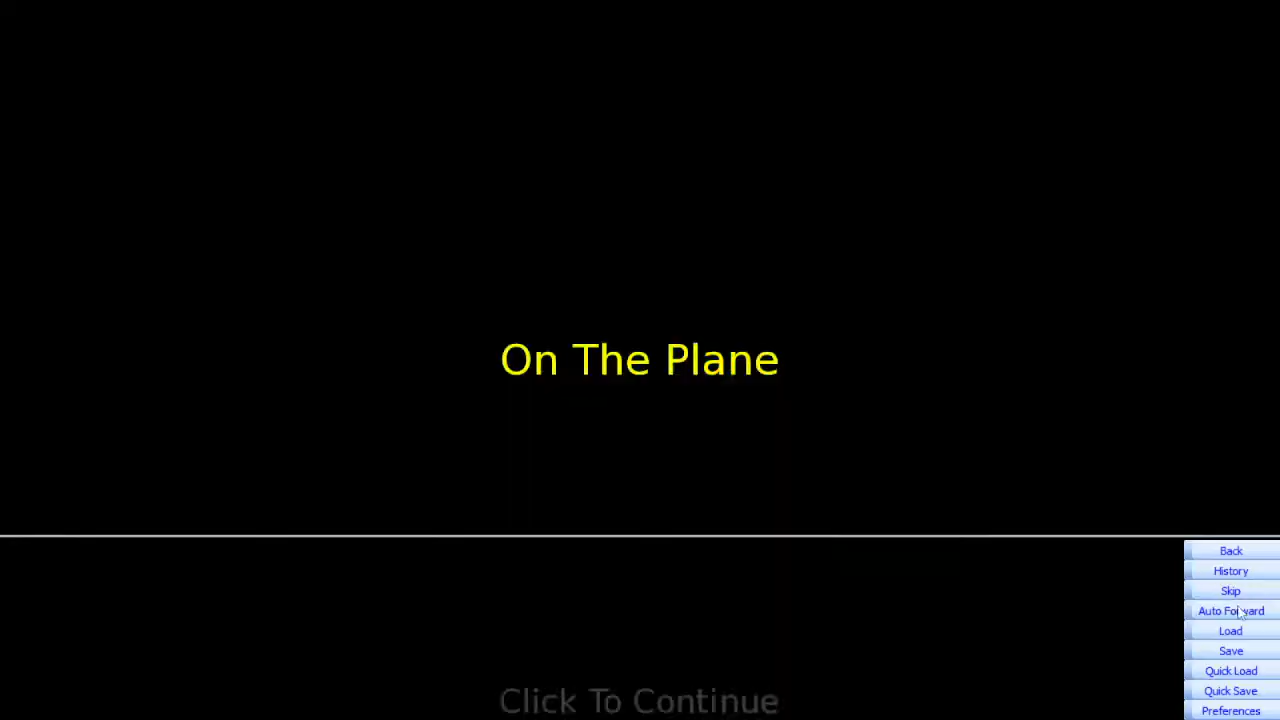 On The Plane
Back
History
Skip
Auto Forward
Load
Save
Quick Load
Quick Save
Preferences
Click To Continue